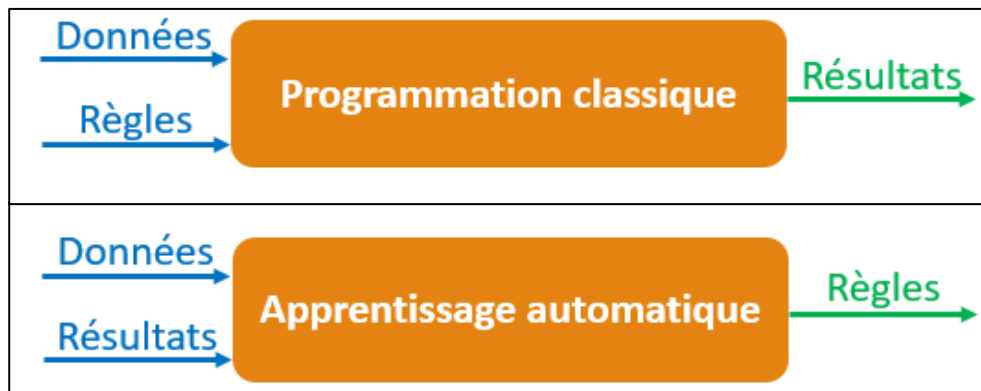 Données
Règles
Programmation classique
Résultats
Données
Résultats
Apprentissage automatique
Règles